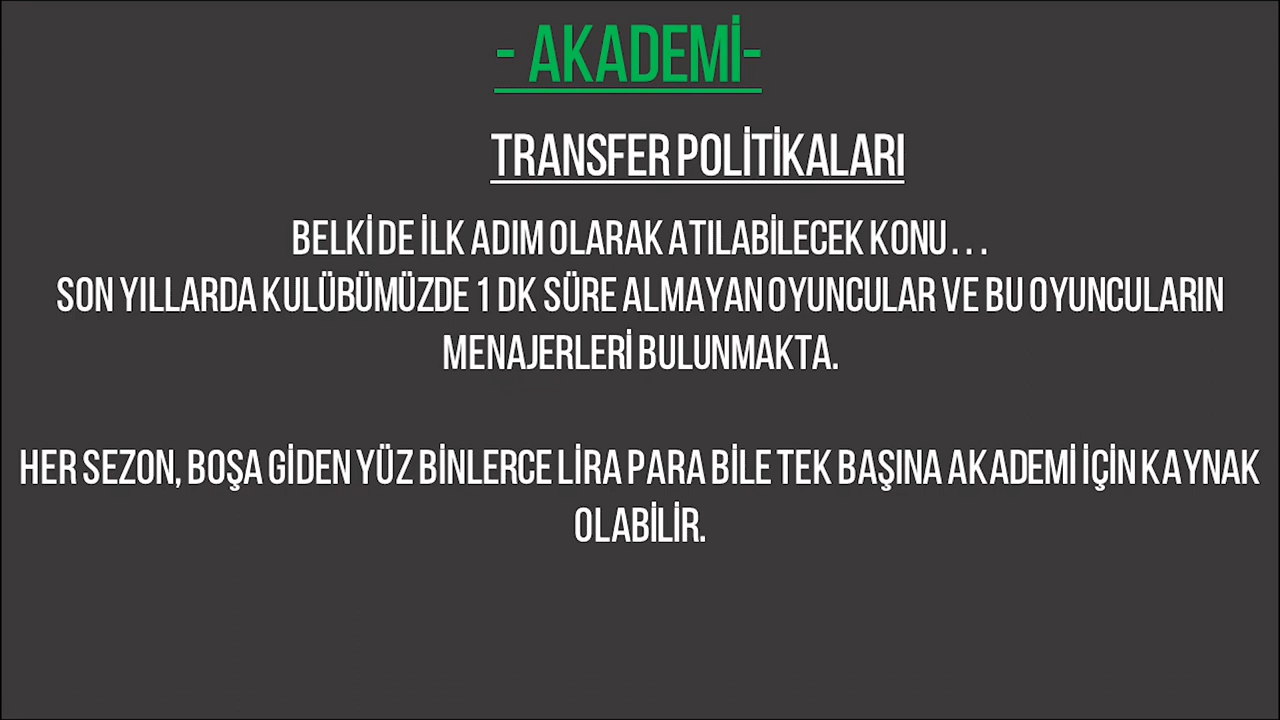 - AKADEMİ-
TRANSFER POLİTİKALARI
BELKİ DE İLK ADIM OLARAK ATILABİLECEK KONU . . .
SON YILLARDA KULÜBÜMÜZDE 1 DK SÜRE ALMAYAN OYUNCULAR VE BU OYUNCULARIN
MENAJERLERİ BULUNMAKTA.
HER SEZON, BOŞA GİDEN YÜZ BİNLERCE LİRA PARA BİLE TEK BAŞINA AKADEMİ İÇİN KAYNAK
OLABİLİR.